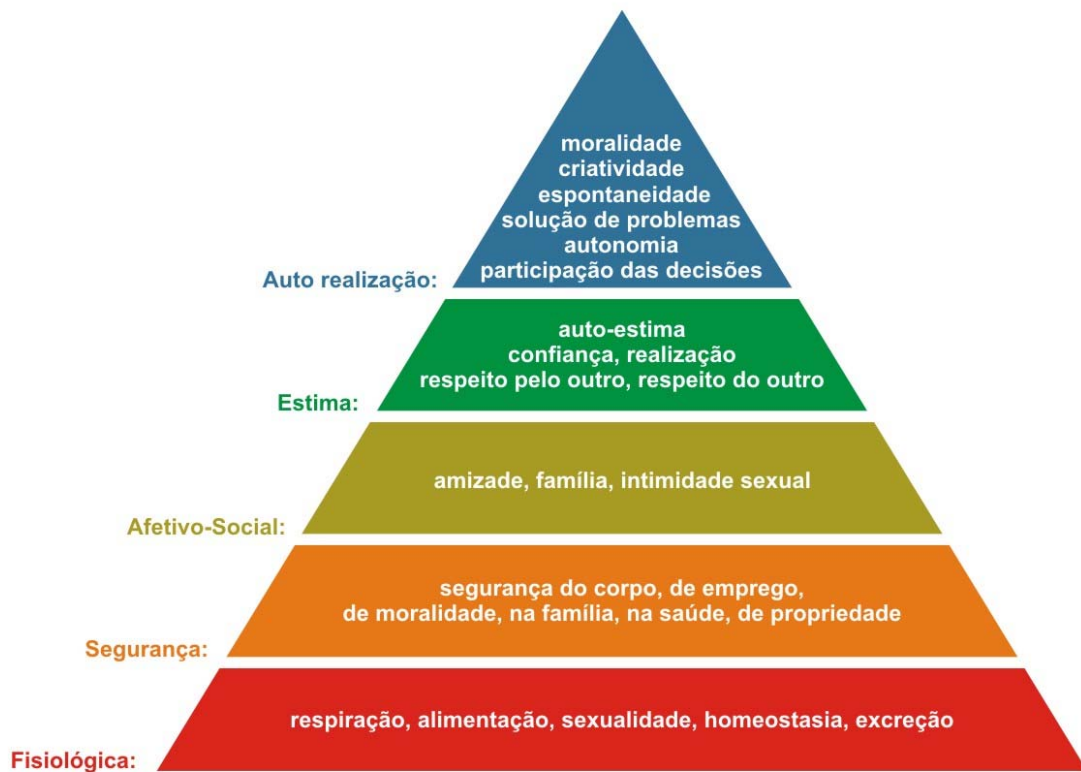 moralidade
criatividade
espontaneidade
solução de problemas
autonomia
participação das decisões
Auto realização:
auto-estima
confiança, realização
respeito pelo outro, respeito do outro
Estima:
amizade, família, intimidade sexual
Afetivo-Social:
segurança do corpo, de emprego,
de moralidade, na família, na saúde, de propriedade
Segurança:
respiração, alimentação, sexualidade, homeostasia, excreção
Fisiológica: